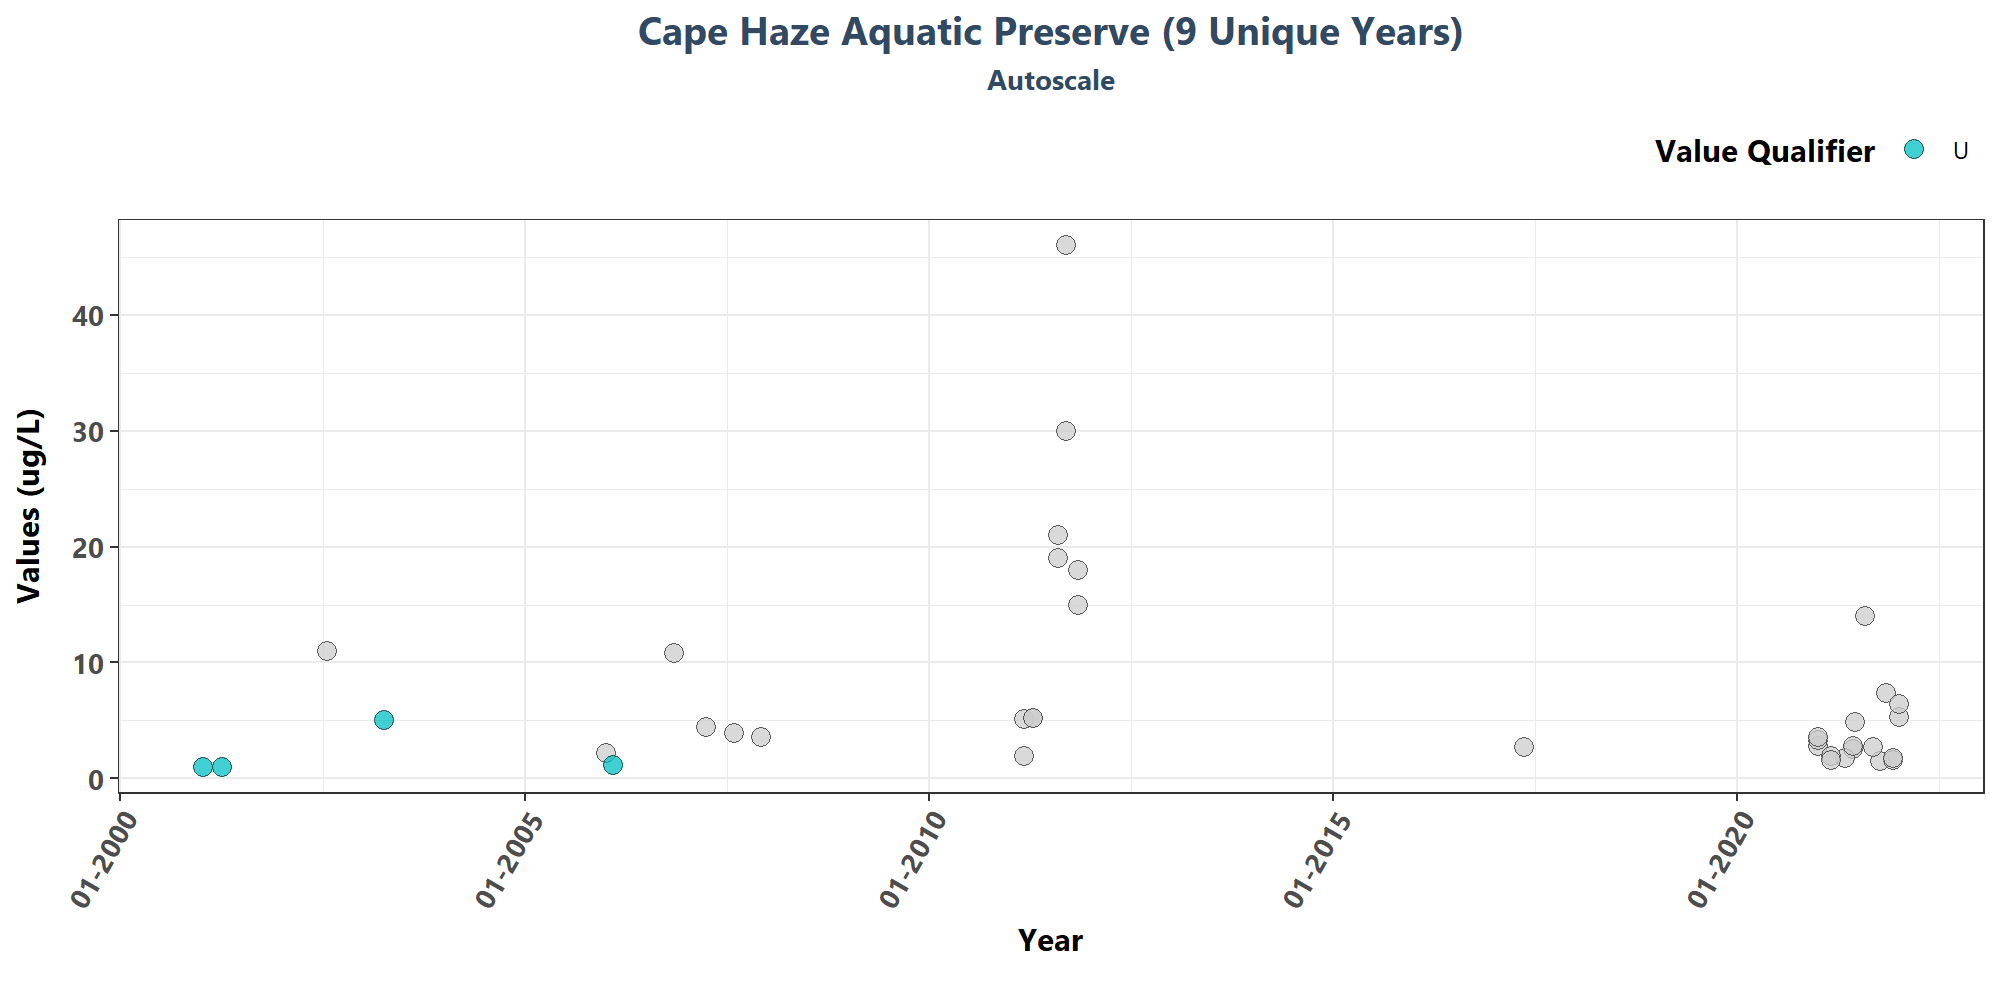 Cape Haze Aquatic Preserve (9 Unique Years)
Autoscale
Value Qualifier U
Values (ug/L)
40
30
20
10
0
01-2000
01-2005
01-2010
01-2015
01-2020
Year